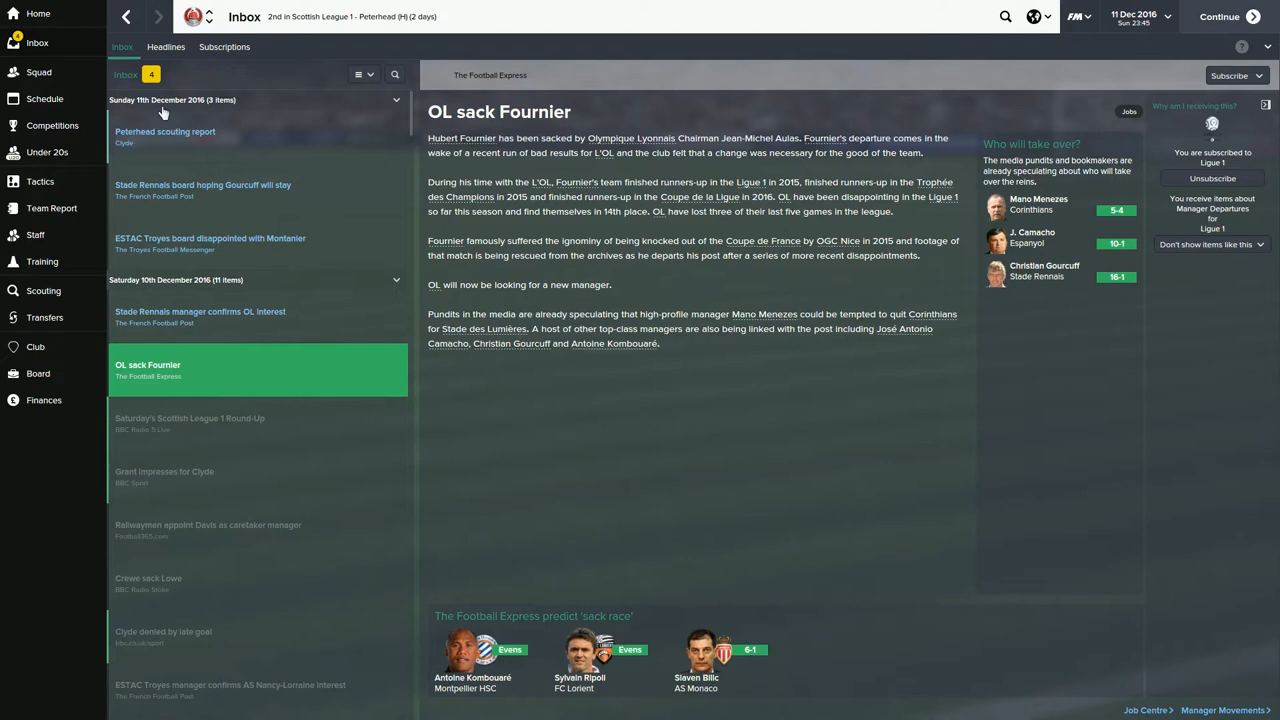 Home
4
Inbox
Squad
Schedule
Competitions
U20
Under 20s
Tactics
Team Report
Staff
Training
Scouting
Transfers
Club
Board
Finances
Inbox
2nd in Scottish League 1 - Peterhead (H) (2 days)
FM
11 Dec 2016
Sun 23:45
Continue
Inbox
Headlines
Subscriptions
?
Inbox
4
Sunday 11th December 2016 (3 items)
Peterhead scouting report
Clyde
Stade Rennais board hoping Gourcuff will stay
The French Football Post
ESTAC Troyes board disappointed with Montanier
The Troyes Football Messenger
Saturday 10th December 2016 (11 items)
Stade Rennais manager confirms OL Interest
The French Football Post
OL sack Fournier
The Football Express
Saturday's Scottish League 1 Round-Up
BBC Radio 5 Live
Grant impresses for Clyde
BBC Sport
Railwaymen appoint Davis as caretaker manager
Football365.com
Crewe sack Lowe
BBC Radio Stoke
Clyde denied by late goal
bbc.co.uk/sport
ESTAC Troyes manager confirms AS Nancy-Lorraine interest
The French Football Post
The Football Express
Subscribe
OL sack Fournier
Jobs
Hubert Fournier has been sacked by Olympique Lyonnais Chairman Jean-Michel Aulas. Fournier's departure comes in the
wake of a recent run of bad results for L'OL and the club felt that a change was necessary for the good of the team.
During his time with the L'OL, Fournier's team finished runners-up in the Ligue 1 in 2015, finished runners-up in the Trophée
des Champions in 2015 and finished runners-up in the Coupe de la Ligue in 2016. OL have been disappointing in the Ligue 1
so far this season and find themselves in 14th place. OL have lost three of their last five games in the league.
Fournier famously suffered the ignominy of being knocked out of the Coupe de France by OGC Nice in 2015 and footage of
that match is being rescued from the archives as he departs his post after a series of more recent disappointments.
OL will now be looking for a new manager.
Pundits in the media are already speculating that high-profile manager Mano Menezes could be tempted to quit Corinthians
for Stade des Lumières. A host of other top-class managers are also being linked with the post including José Antonio
Camacho, Christian Gourcuff and Antoine Kombouaré.
Who will take over?
The media pundits and bookmakers are
already speculating about who will take
over the reins.
Mano Menezes
Corinthians
5-4
J. Camacho
Espanyol
10-1
Christian Gourcuff
Stade Rennais
16-1
Why am I receiving this?
You are subscribed to
Ligue 1
Unsubscribe
You receive items about
Manager Departures
for
Ligue 1
Don't show items like this
The Football Express predict 'sack race'
Evens
Antoine Kombouaré
Montpellier HSC
Evens
Sylvain Ripoll
FC Lorient
6-1
Slaven Bilic
AS Monaco
Job Centre>
Manager Movements>